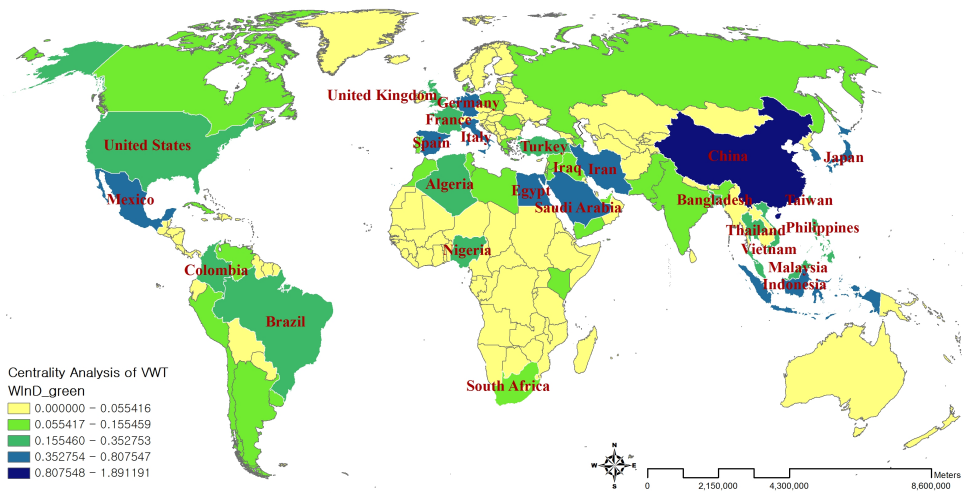 United Kingdom
Germany
France
Italy
Spain
Turkey
United States
Iraq
Iran
China
Japan
Algeria
Egypt
Mexico
Saudi Arabia
Bangladesh
Taiwan
Thailand
Philippines
Vietnam
Nigeria
Malaysia
Colombia
Indonesia
Brazil
South Africa
Centrality Analysis of VWT
WInD_green
0.000000 - 0.055416
0.055417 - 0.155459
0.155460 - 0.352753
0.352754 - 0.807547
0.807548 - 1.891191
N
W E
S
Meters
0 2,150,000 4,300,000 8,600,000